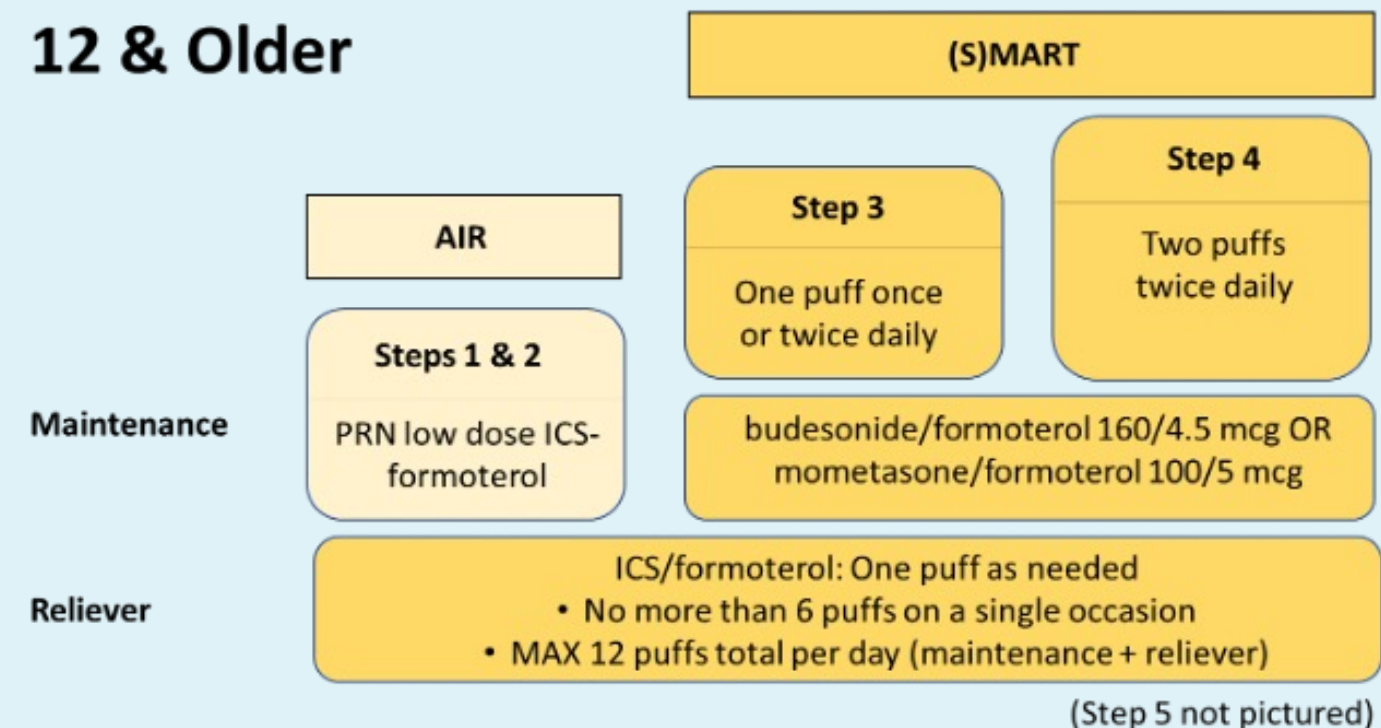 12 & Older
(S)MART
AIR
Steps 1 & 2
PRN low dose ICS-
formoterol
Step 3
One puff once
or twice daily
Step 4
Two puffs
twice daily
Maintenance
budesonide/formoterol 160/4.5 mcg OR
mometasone/formoterol 100/5 mcg
Reliever
ICS/formoterol: One puff as needed
• No more than 6 puffs on a single occasion
• MAX 12 puffs total per day (maintenance + reliever)
(Step 5 not pictured)